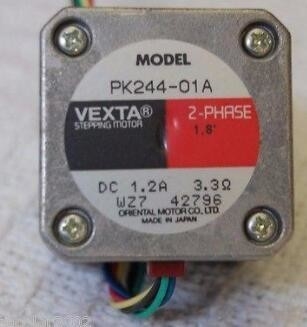 MODEL
PK244-01A
VEXTA® 2-PHASE
STEPPING MOTOR 1.8°
DC 1.2A 3.3Ω
WZ7 42796
ORIENTAL MOTOR CO., LTD.
MADE IN JAPAN